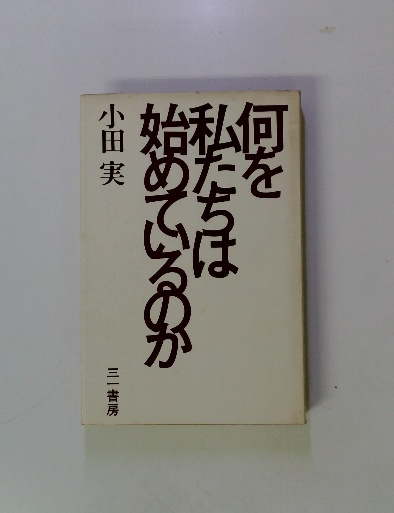 何を
私たちは
始めているのか
小田 実
三一書房